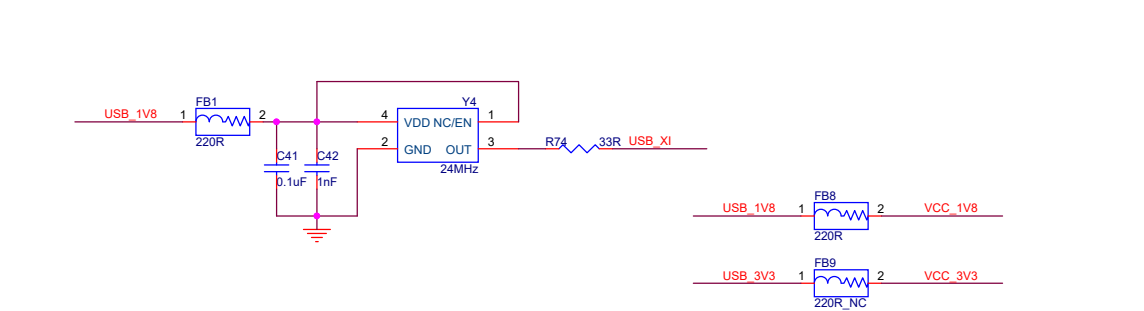 FB1
USB_1V8 1 2
220R
Y4
4 VDD NC/EN 1
2 GND OUT 3
24MHz
R74 33R USB_XI
C41 C42
0.1uF 1nF
FB8
USB_1V8 1 2 VCC_1V8
220R
FB9
USB_3V3 1 2 VCC_3V3
220R_NC